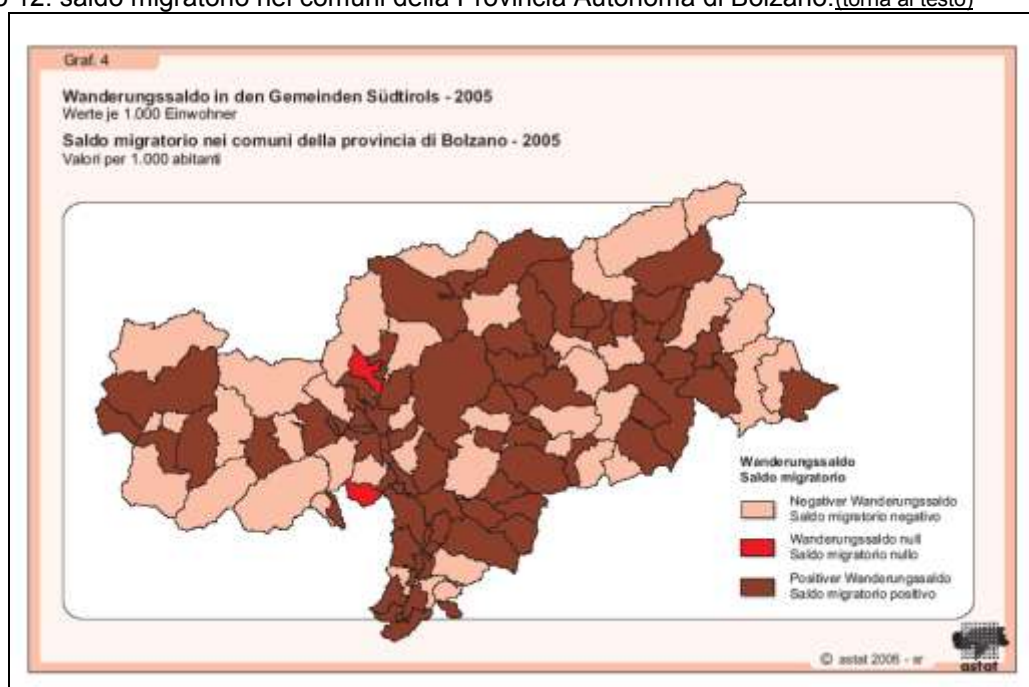 12: saldo migratorio nei comuni della Provincia Autonoma di Bolzano.(torna al testo)
Graf. 4
Wanderungssaldo in den Gemeinden Südtirols - 2005
Werte je 1.000 Einwohner
Saldo migratorio nei comuni della provincia di Bolzano - 2005
Valori per 1.000 abitanti
Wanderungssaldo
Saldo migratorio
Negativer Wanderungssaldo
Saldo migratorio negativo
Wanderungssaldo null
Saldo migratorio nullo
Positiver Wanderungssaldo
Saldo migratorio positivo
© astat 2006 - sr
astat